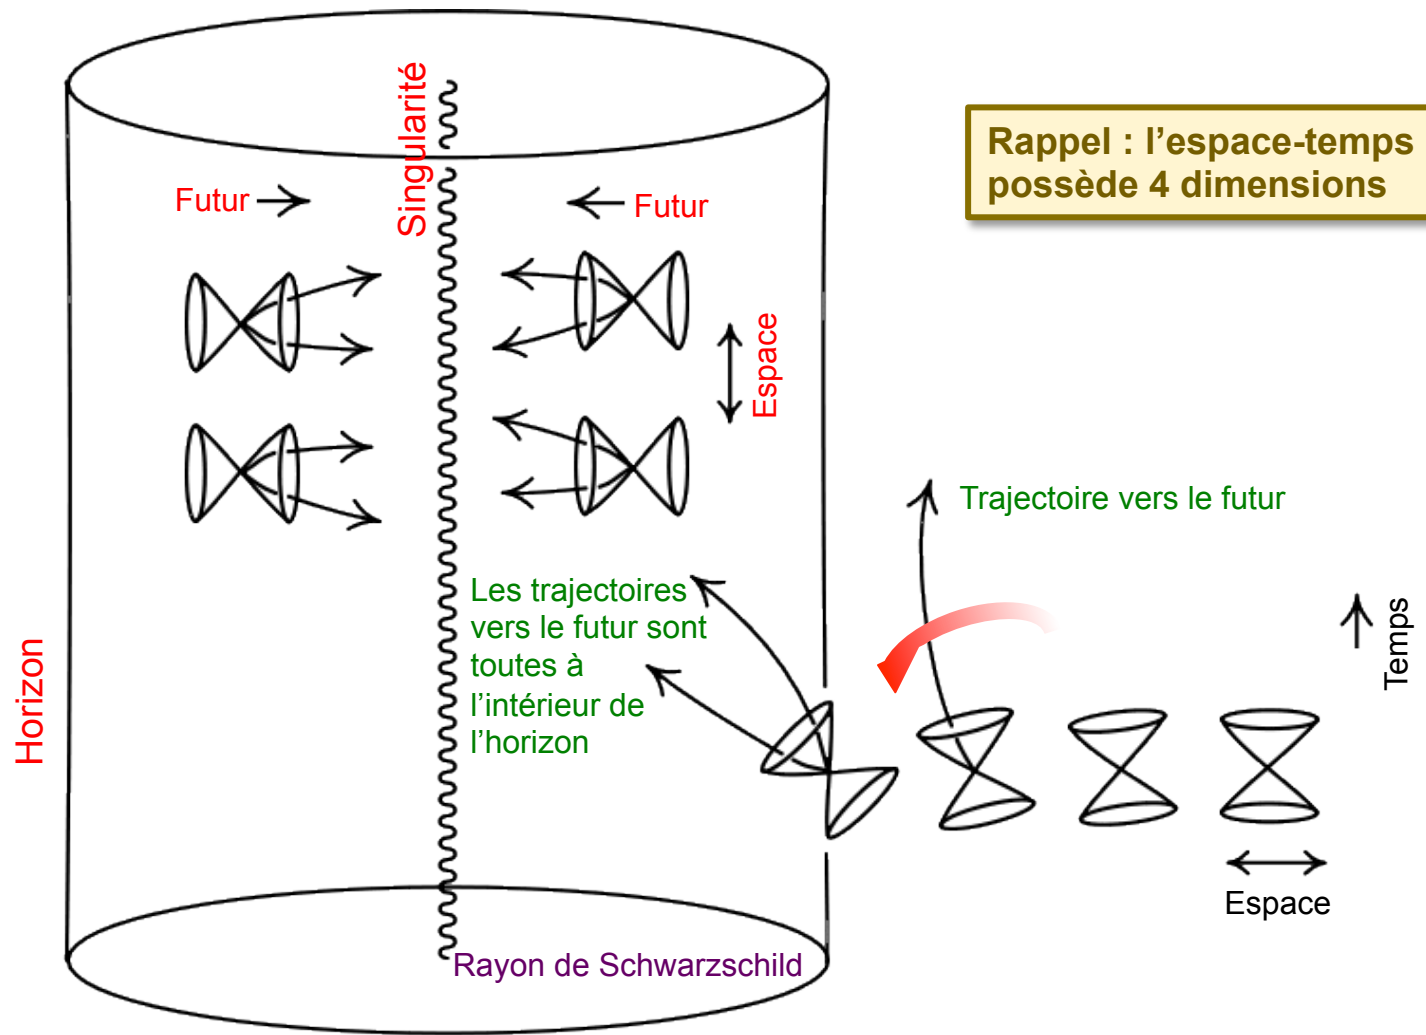 Singularité
Rappel : l'espace-temps
possède 4 dimensions
Futur
Futur
Espace
Trajectoire vers le futur
Les trajectoires
vers le futur sont
toutes à
l'intérieur de
l'horizon
Horizon
Temps
Espace
Rayon de Schwarzschild